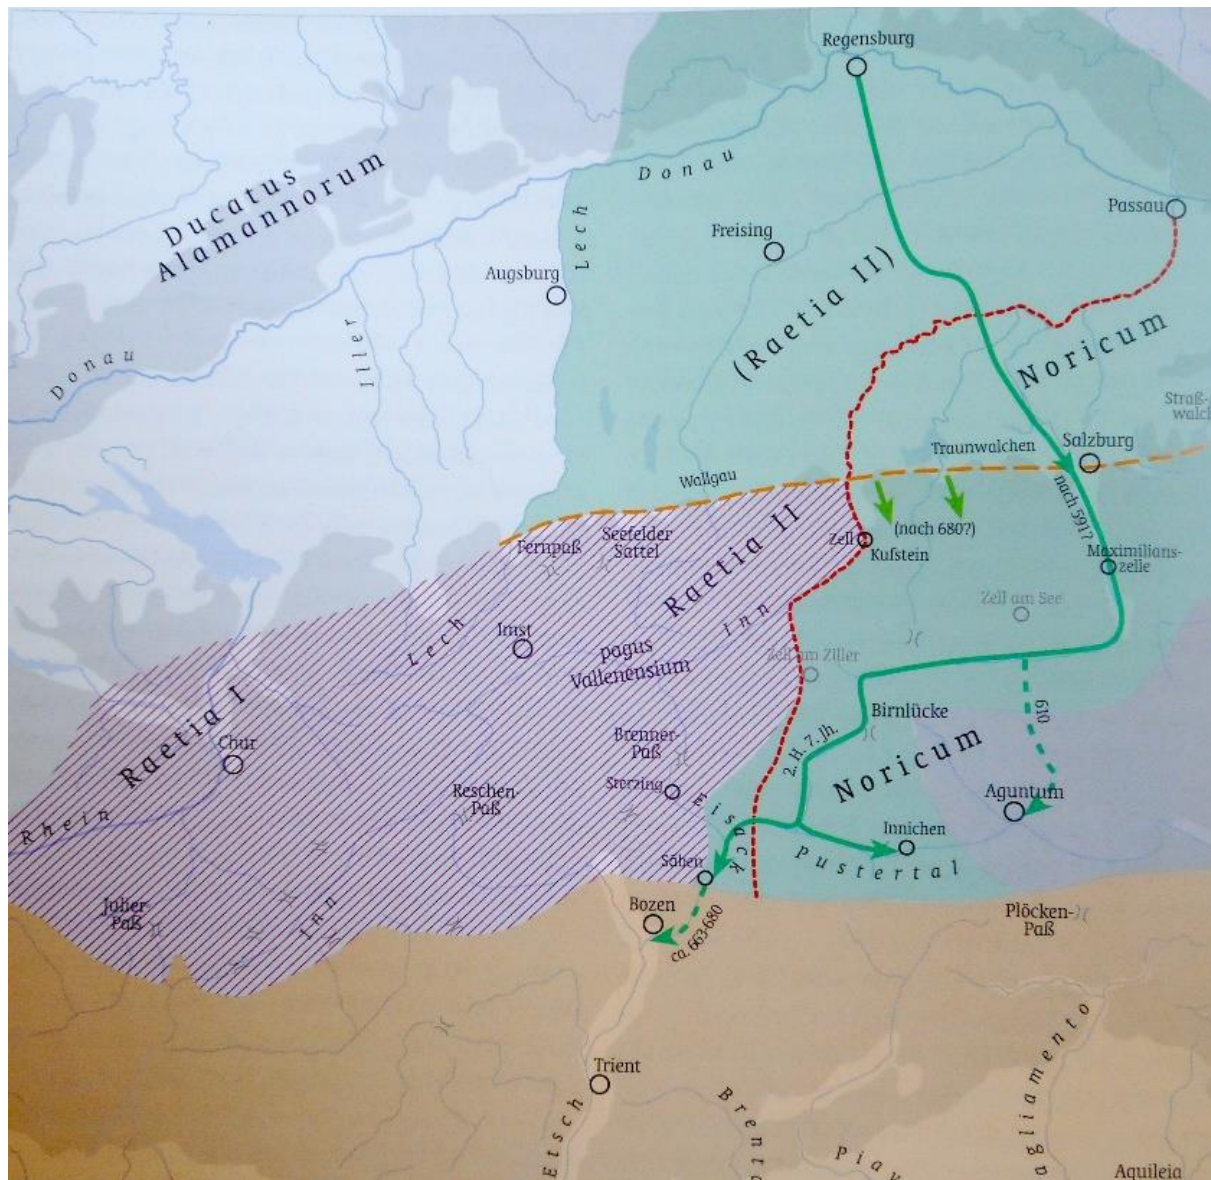 Regensburg
Donau
Ducatus
Alamannorum
Lech
Passau
Freising
Augsburg
(Raetia II)
Noricum
Iller
Donau
Straß-
walch
Traunwalchen
Salzburg
Wallgau
nach 591?
(nach 680?)
Fernpaß
Seefelder
Sattel
Raetia II
Zell
Kufstein
Maximilians-
zelle
Zell am See
Inn
Lech
Imst
pagus
Vallenensium
Zell am Ziller
Raetia I
Chur
610
Birnlücke
Brenner-
Paß
2. H. 7. Jh.
Noricum
Sterzing
Reschen-
Paß
Aguntum
Eisack
Rhein
Innichen
Pustertal
Säben
Julier-
Paß
Inn
Bozen
ca. 663-680
Plöcken-
Paß
Trient
Etsch
Brenta
Piav
agliamento
Aquileia